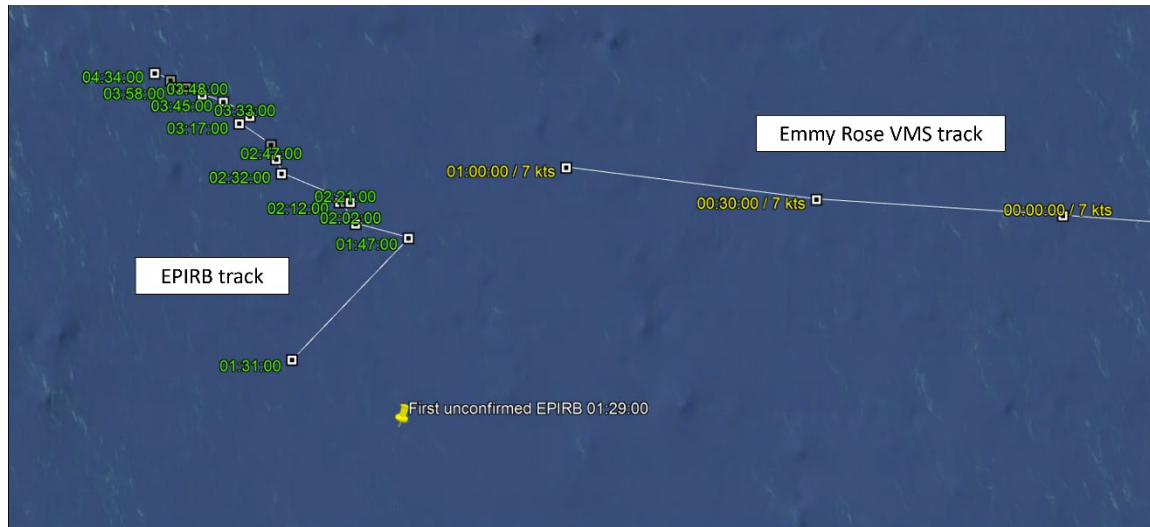 04:34:00
03:48:00
03:58:00
03:45:00
03:33:00
03:17:00
Emmy Rose VMS track
02:47:00
01:00:00 / 7 kts
02:32:00
02:21:00
00:30:00 / 7 kts
02:12:00
00:00:00 / 7 kts
02:02:00
01:47:00
EPIRB track
01:31:00
First unconfirmed EPIRB 01:29:00